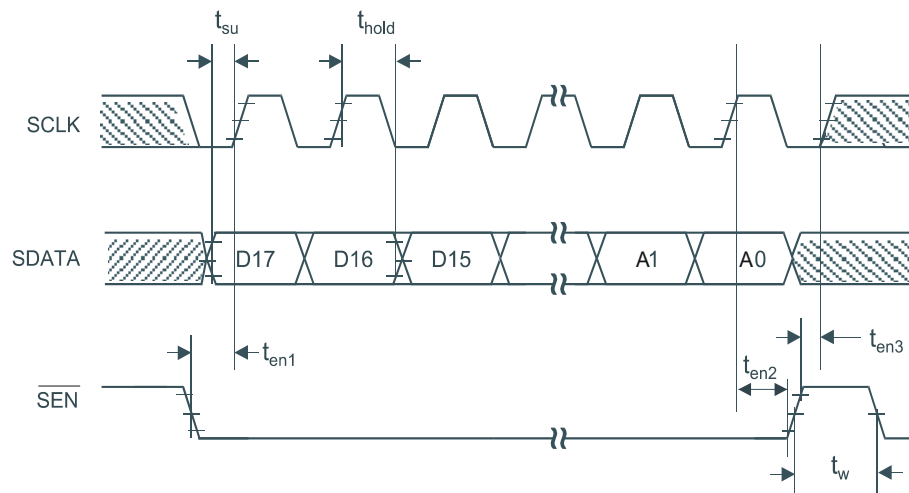 tsu thold
SCLK
SDATA D17 D16 D15 A1 A0
ten1 ten2 ten3
SEN
tw